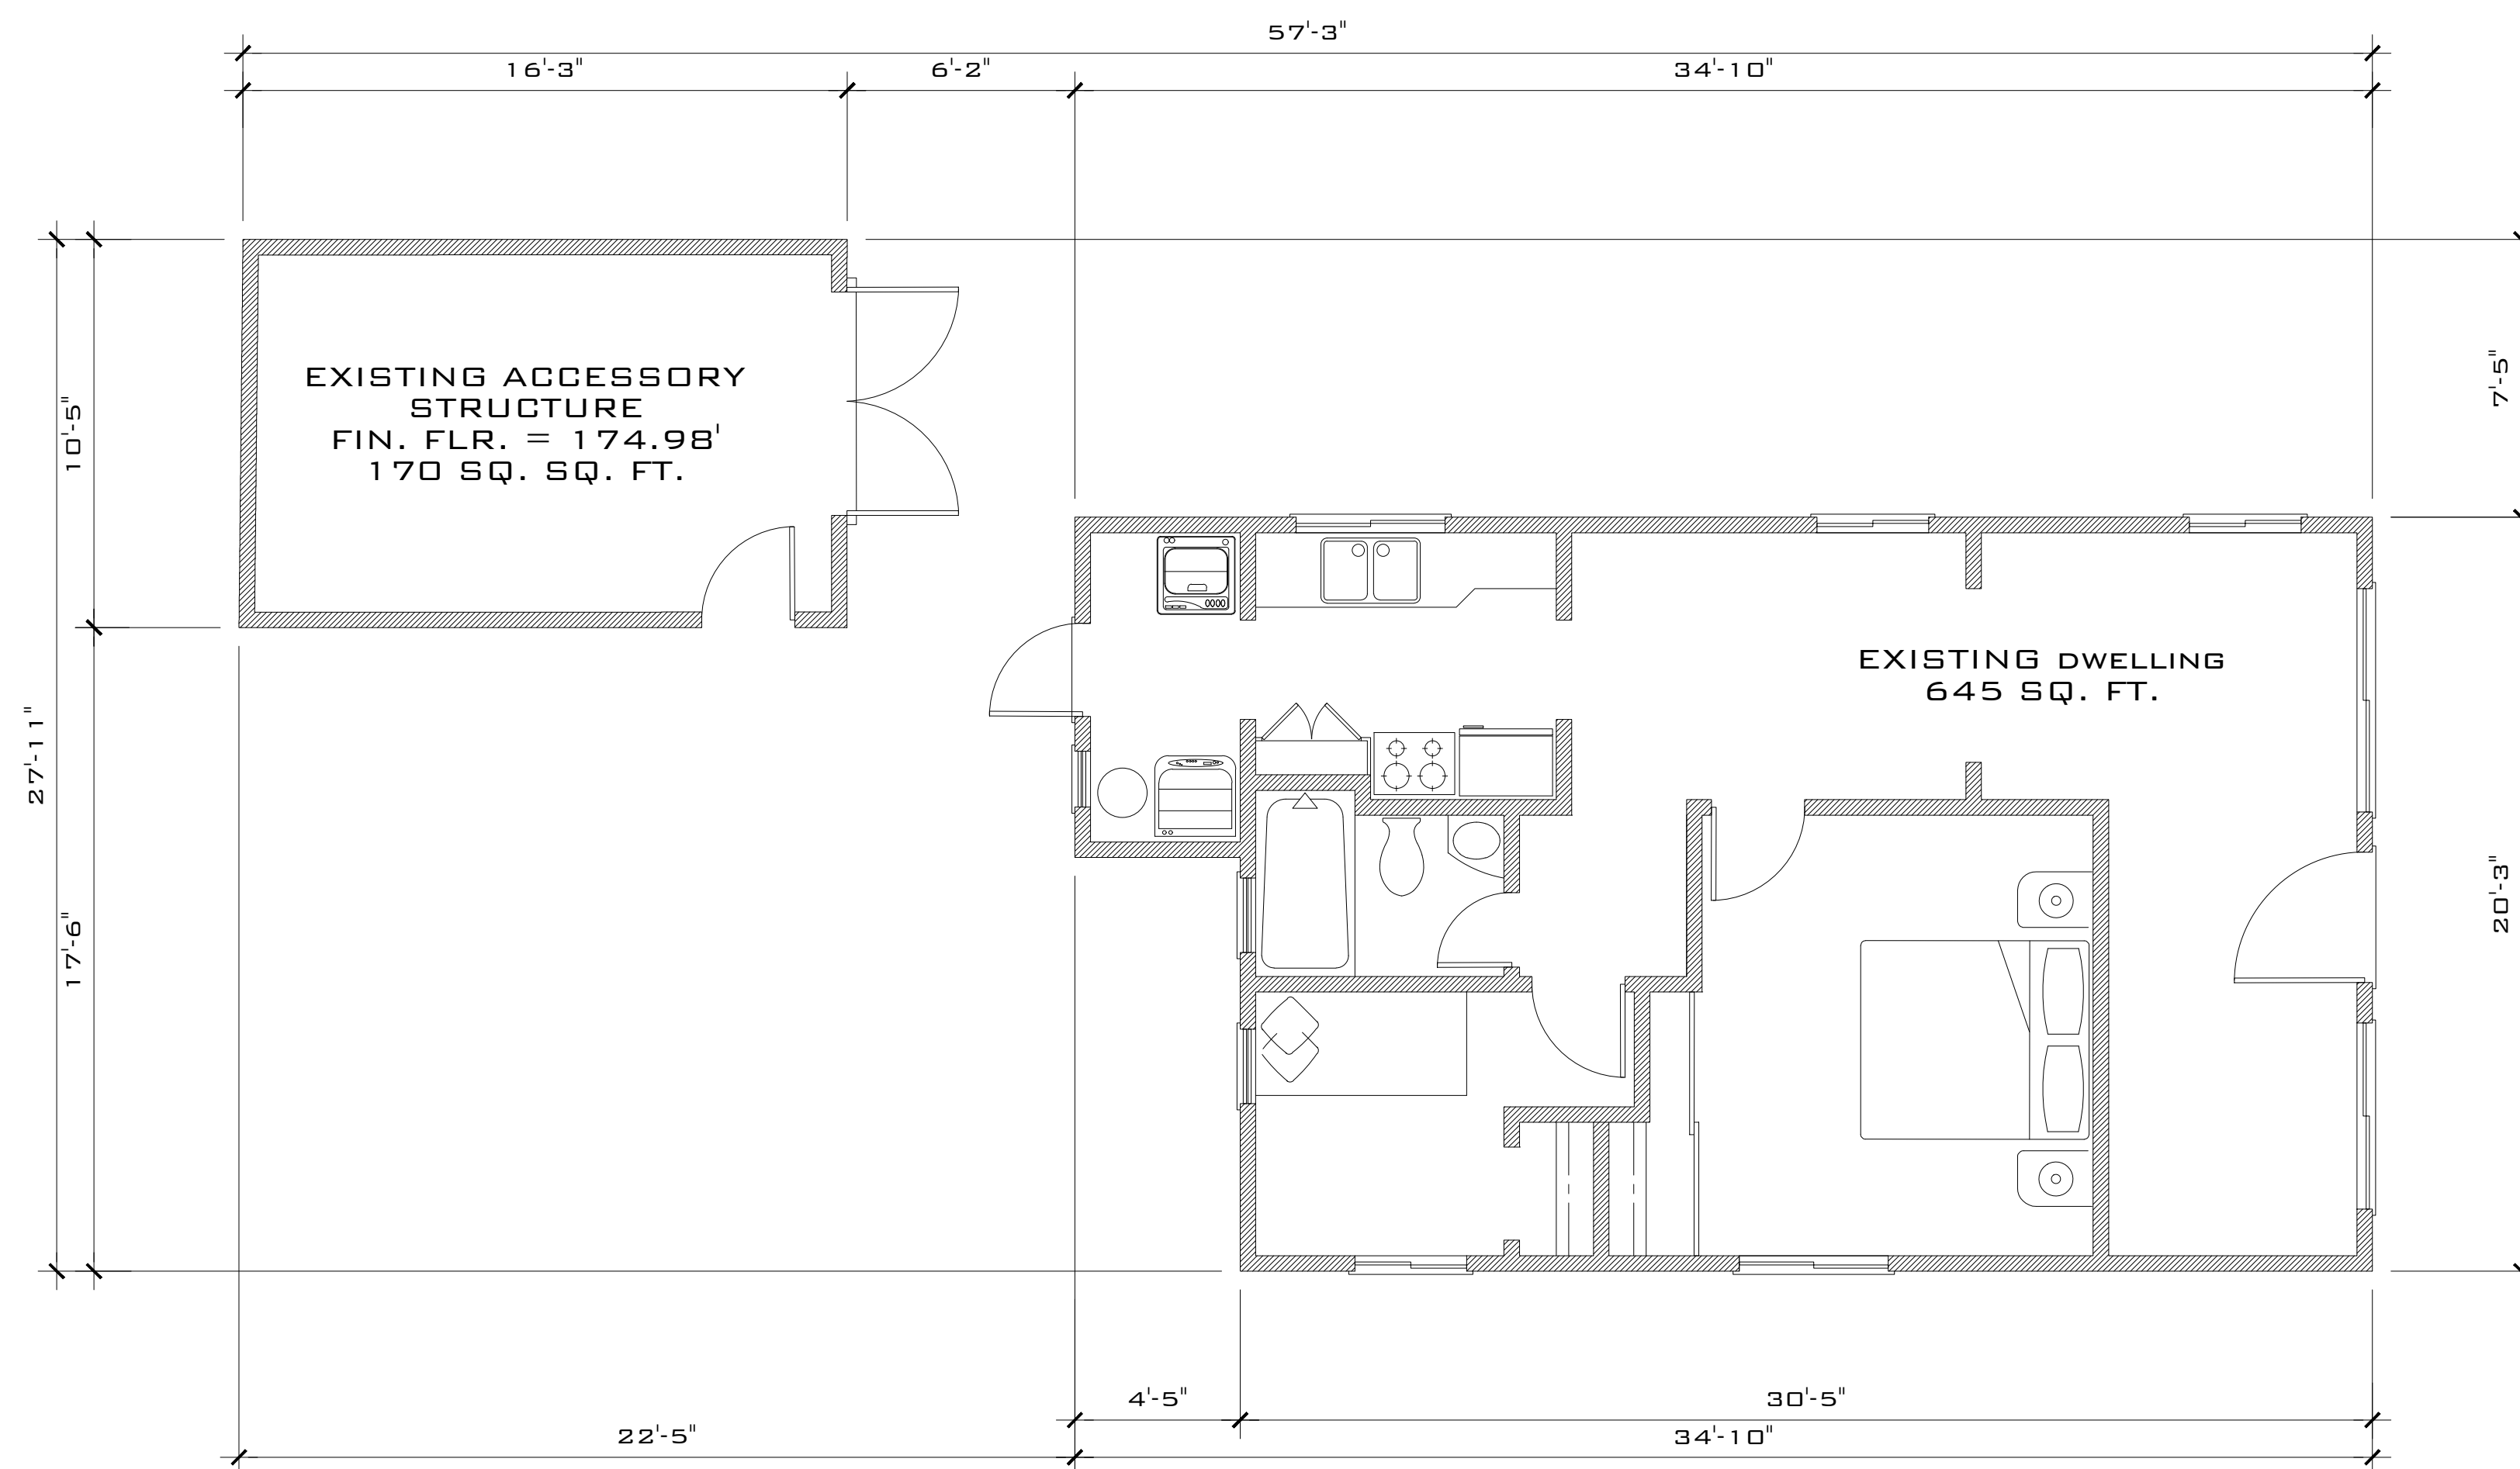 57'-3"
16'-3"
6'-2"
34'-10"
EXISTING ACCESSORY
STRUCTURE
FIN. FLR. = 174.98'
170 SQ. SQ. FT.
10'-5"
7'-5"
EXISTING DWELLING
645 SQ. FT.
27'-11"
17'-6"
20'-3"
4'-5"
30'-5"
22'-5"
34'-10"